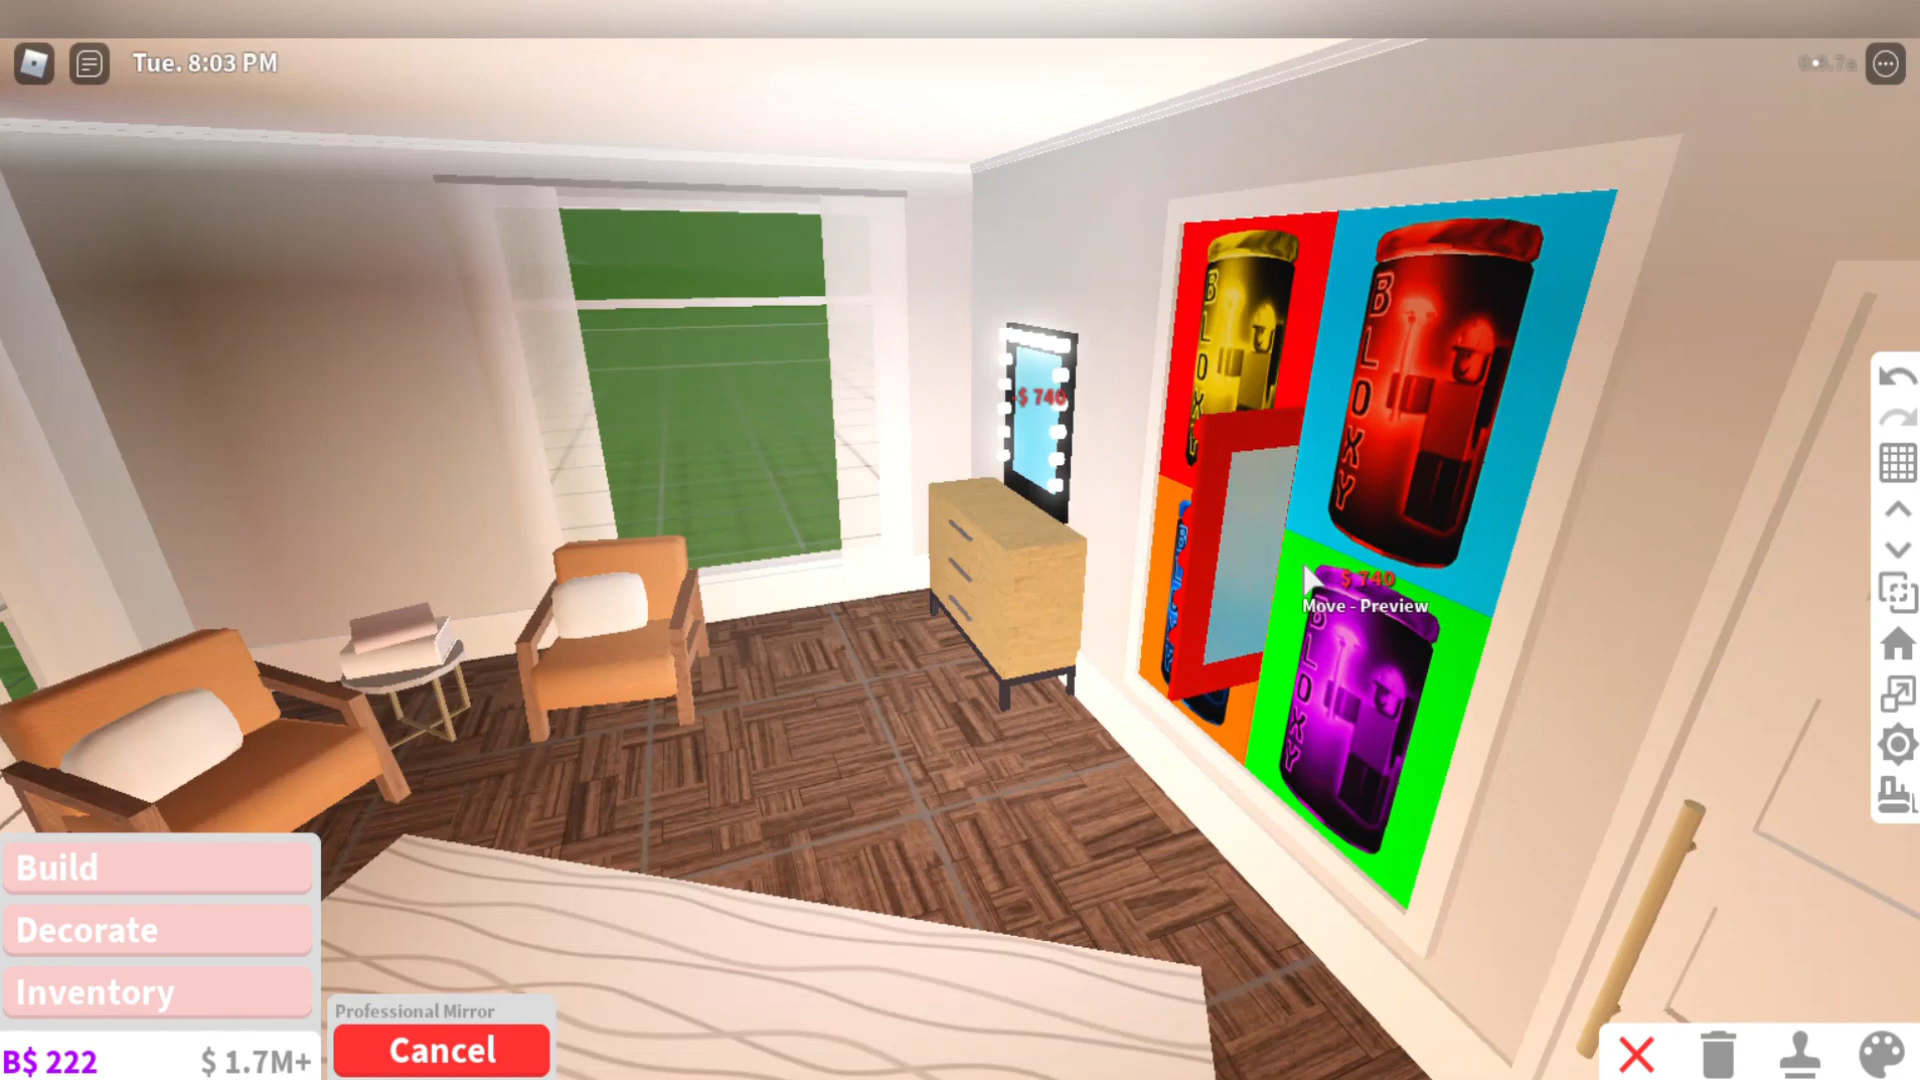 Tue. 8:03 PM
-$ 740
BLOXY
BLOXY
$ 740
Move - Preview
BLOXY
Build
Decorate
Inventory
Professional Mirror
Cancel
B$ 222
$ 1.7M+